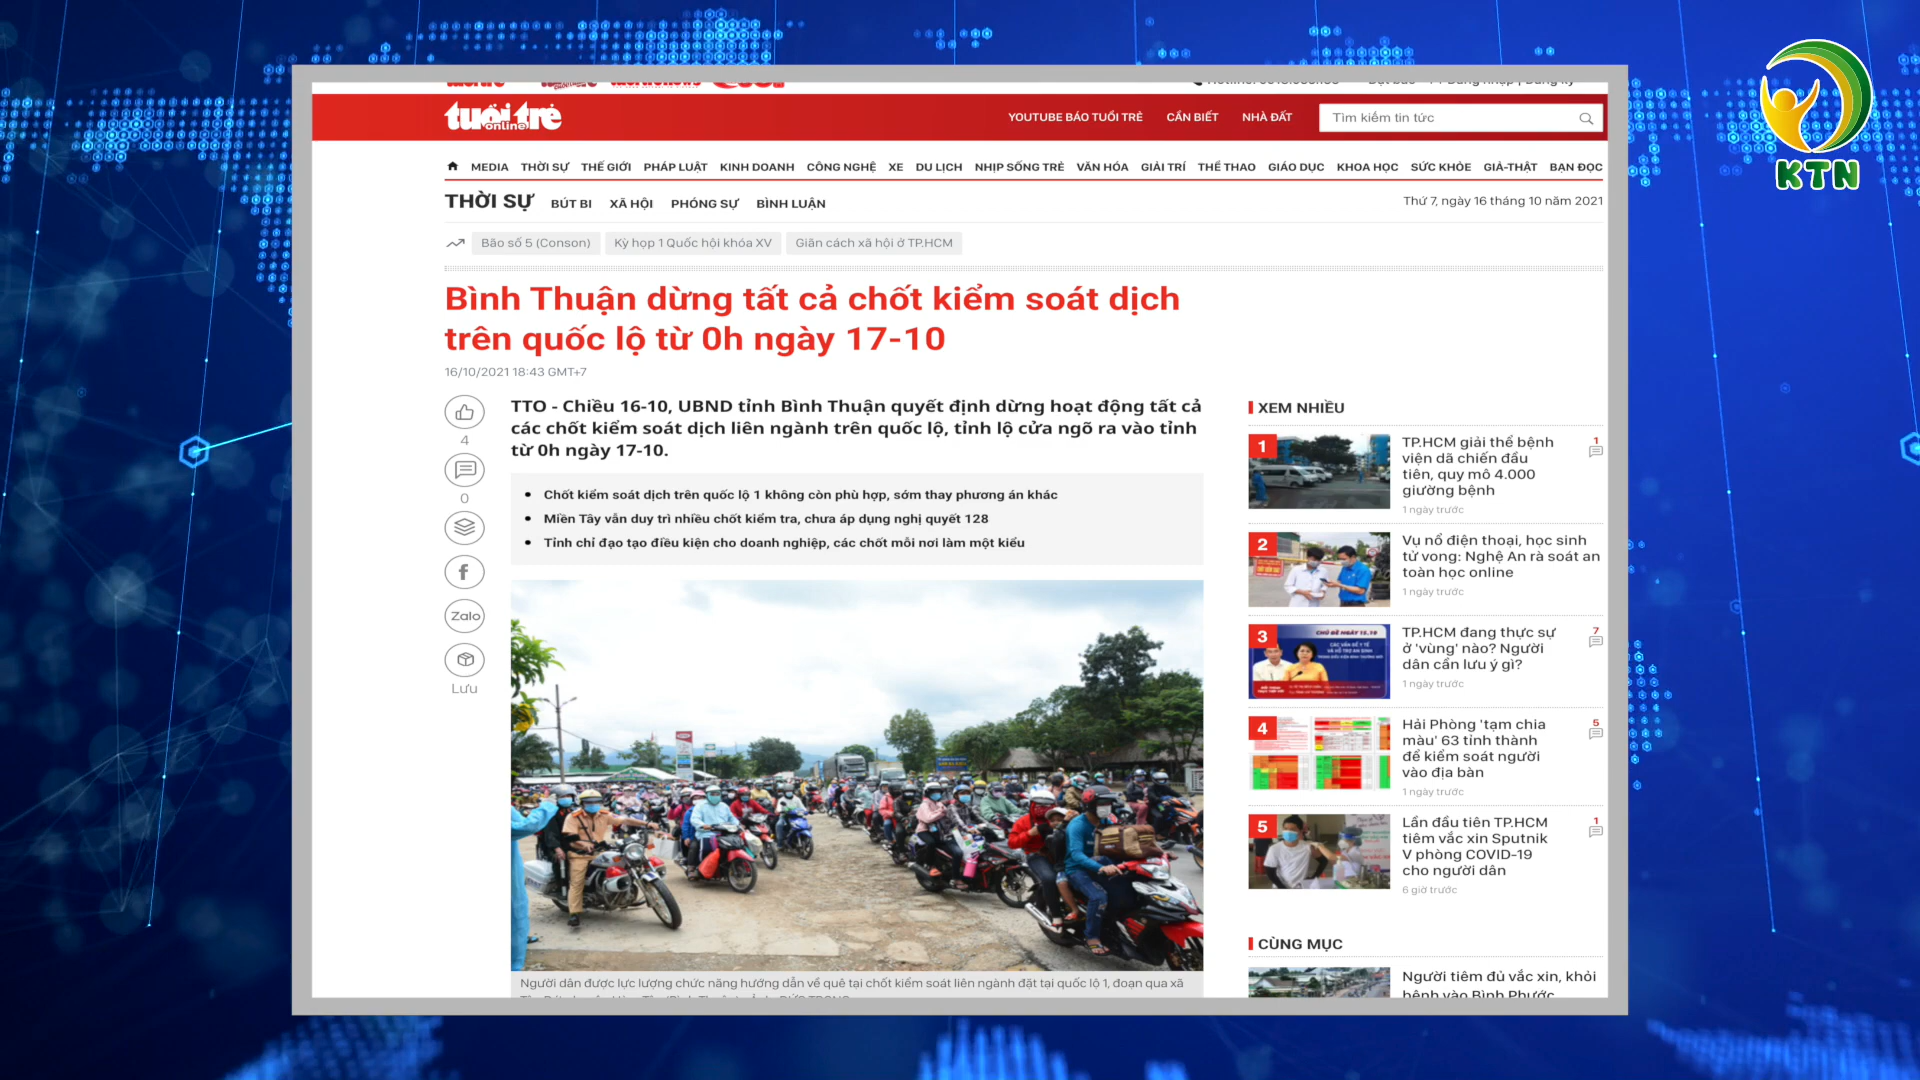 KTN
tuổi trẻ
online
YOUTUBE BÁO TUỔI TRẺ CẦN BIẾT NHÀ ĐẤT Tìm kiếm tin tức
MEDIA THỜI SỰ THẾ GIỚI PHÁP LUẬT KINH DOANH CÔNG NGHỆ XE DU LỊCH NHỊP SỐNG TRẺ VĂN HÓA GIẢI TRÍ THỂ THAO GIÁO DỤC KHOA HỌC SỨC KHỎE GIẢ-THẬT BẠN ĐỌC
THỜI SỰ BÚT BI XÃ HỘI PHÓNG SỰ BÌNH LUẬN Thứ 7, ngày 16 tháng 10 năm 2021
Bão số 5 (Conson) Kỳ họp 1 Quốc hội khóa XV Giãn cách xã hội ở TP.HCM
Bình Thuận dừng tất cả chốt kiểm soát dịch
trên quốc lộ từ 0h ngày 17-10
16/10/2021 18:43 GMT+7
4
0
Zalo
Lưu
TTO - Chiều 16-10, UBND tỉnh Bình Thuận quyết định dừng hoạt động tất cả
các chốt kiểm soát dịch liên ngành trên quốc lộ, tỉnh lộ cửa ngõ ra vào tỉnh
từ 0h ngày 17-10.
Chốt kiểm soát dịch trên quốc lộ 1 không còn phù hợp, sớm thay phương án khác
Miền Tây vẫn duy trì nhiều chốt kiểm tra, chưa áp dụng nghị quyết 128
Tỉnh chỉ đạo tạo điều kiện cho doanh nghiệp, các chốt mỗi nơi làm một kiểu
Người dân được lực lượng chức năng hướng dẫn về quê tại chốt kiểm soát liên ngành đặt tại quốc lộ 1, đoạn qua xã
XEM NHIỀU
1
TP.HCM giải thể bệnh
viện dã chiến đầu
tiên, quy mô 4.000
giường bệnh
1 ngày trước
1
2
Vụ nổ điện thoại, học sinh
tử vong: Nghệ An rà soát an
toàn học online
1 ngày trước
3
CHỦ ĐỀ NGÀY 15.10
TP.HCM đang thực sự
ở 'vùng' nào? Người
dân cần lưu ý gì?
1 ngày trước
7
4
Hải Phòng 'tạm chia
màu' 63 tỉnh thành
để kiểm soát người
vào địa bàn
1 ngày trước
5
5
Lần đầu tiên TP.HCM
tiêm vắc xin Sputnik
V phòng COVID-19
cho người dân
6 giờ trước
1
CÙNG MỤC
Người tiêm đủ vắc xin, khỏi
bệnh vào Bình Phước